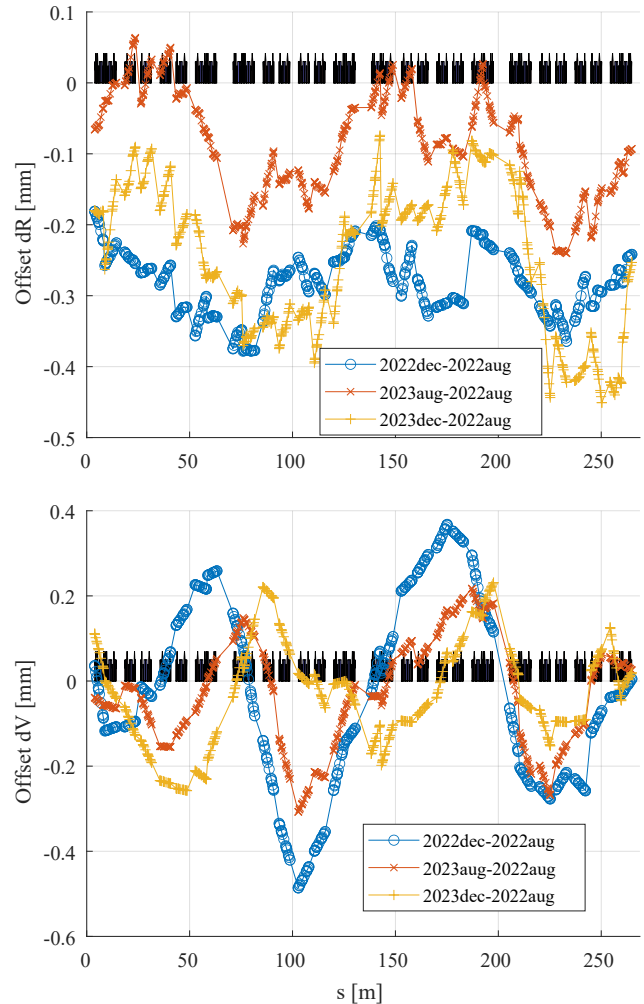 0.1
0
-0.1
-0.2
-0.3
-0.4
-0.5
Offset dR [mm]
2022dec-2022aug
2023aug-2022aug
2023dec-2022aug
0 50 100 150 200 250
0.4
0.2
0
-0.2
-0.4
-0.6
Offset dV [mm]
2022dec-2022aug
2023aug-2022aug
2023dec-2022aug
0 50 100 150 200 250
s [m]